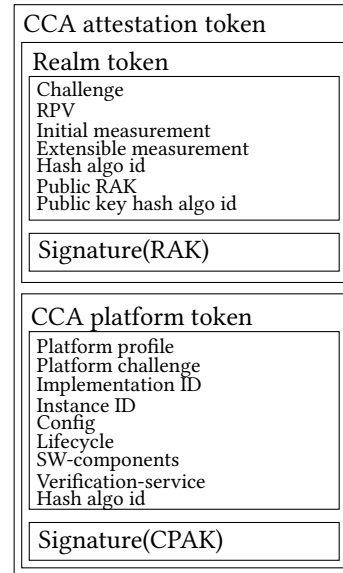 CCA attestation token
Realm token
Challenge
RPV
Initial measurement
Extensible measurement
Hash algo id
Public RAK
Public key hash algo id
Signature(RAK)
CCA platform token
Platform profile
Platform challenge
Implementation ID
Instance ID
Config
Lifecycle
SW-components
Verification-service
Hash algo id
Signature(CPAK)